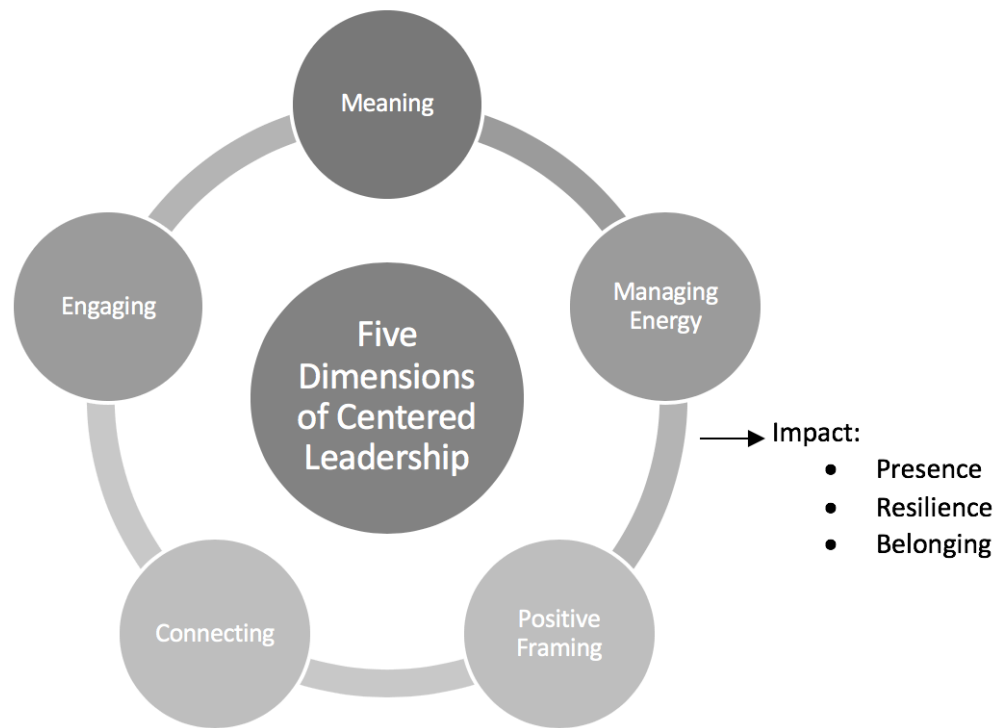 Meaning
Managing
Energy
Positive
Framing
Connecting
Engaging
Five
Dimensions
of Centered
Leadership
Impact:
• Presence
• Resilience
• Belonging